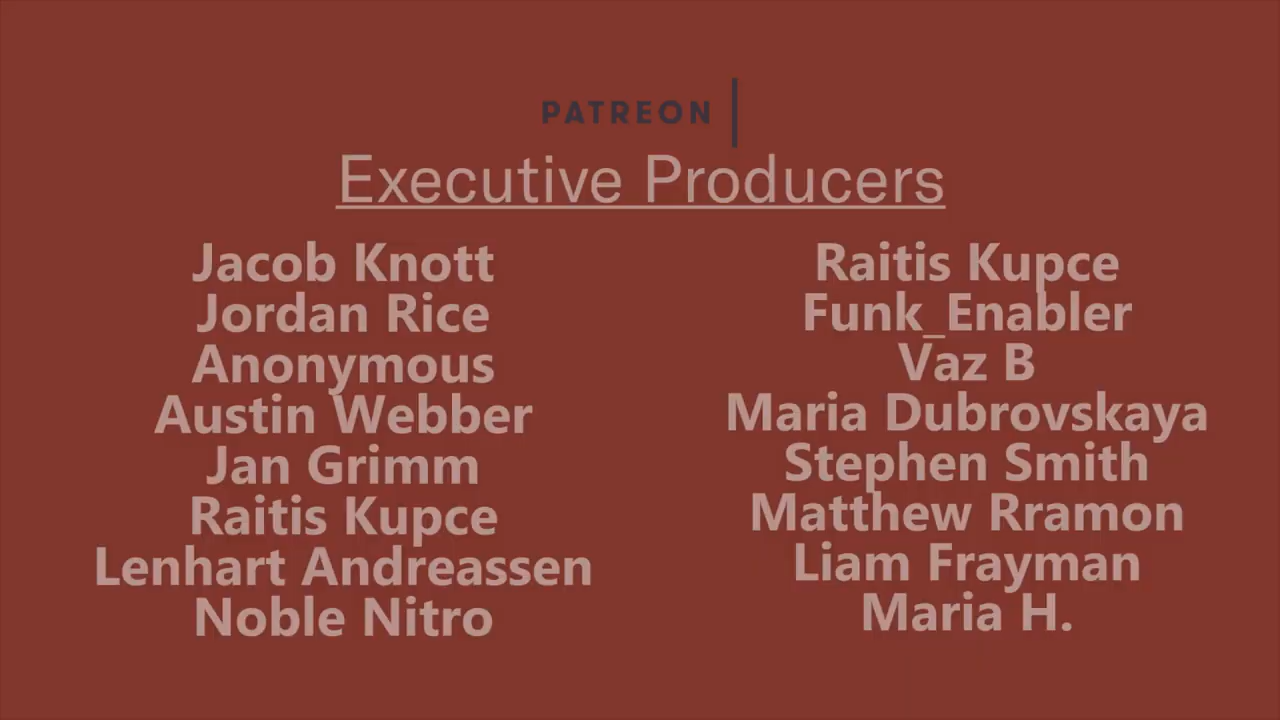 PATREON
Executive Producers
Jacob Knott
Jordan Rice
Anonymous
Austin Webber
Jan Grimm
Raitis Kupce
Lenhart Andreassen
Noble Nitro
Raitis Kupce
Funk_Enabler
Vaz B
Maria Dubrovskaya
Stephen Smith
Matthew Rramon
Liam Frayman
Maria H.